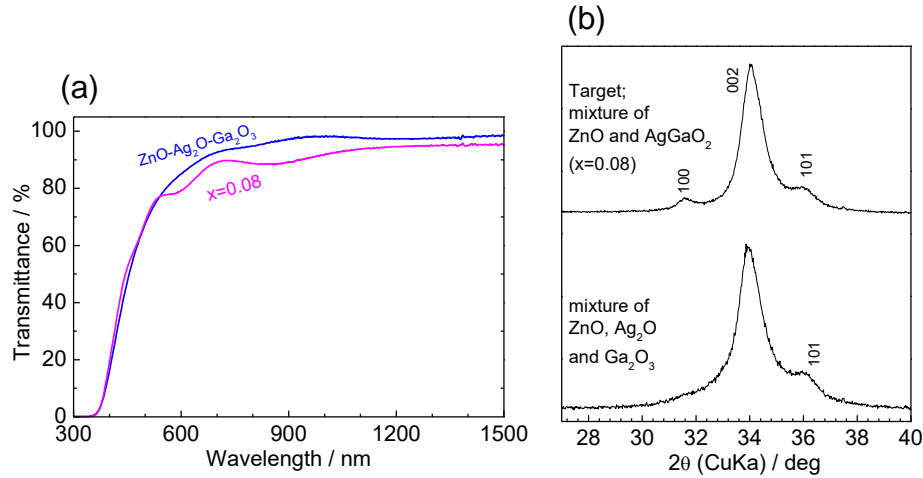 (a)
100
80
60
40
20
0
Transmittance / %
ZnO-Ag₂O-Ga₂O₃
x=0.08
300 600 900 1200 1500
Wavelength / nm
(b)
Target;
mixture of
ZnO and AgGaO₂
(x=0.08)
100
002
101
mixture of
ZnO, Ag₂O
and Ga₂O₃
101
28 30 32 34 36 38 40
2θ (CuKa) / deg